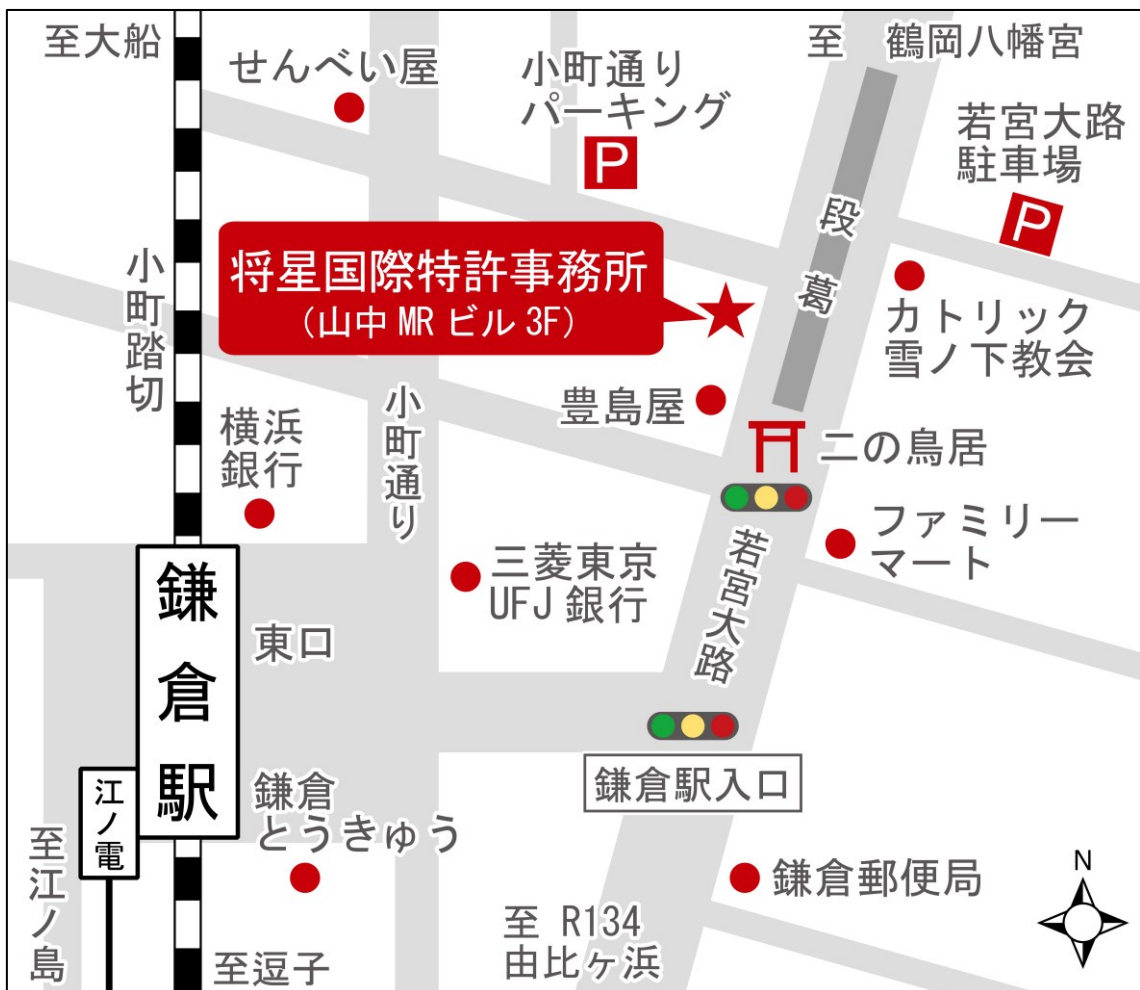 至大船
せんべい屋
小町通り
パーキング
P
至 鶴岡八幡宮
若宮大路
駐車場
P
段葛
将星国際特許事務所
(山中 MR ビル 3F)
小町踏切
カトリック
雪ノ下教会
豊島屋
小町通り
横浜
銀行
二の鳥居
ファミリー
マート
三菱東京
UFJ 銀行
若宮大路
鎌倉駅
東口
鎌倉駅入口
江ノ電
鎌倉
とうきゅう
至江ノ島
鎌倉郵便局
N
至 R134
由比ヶ浜
至逗子